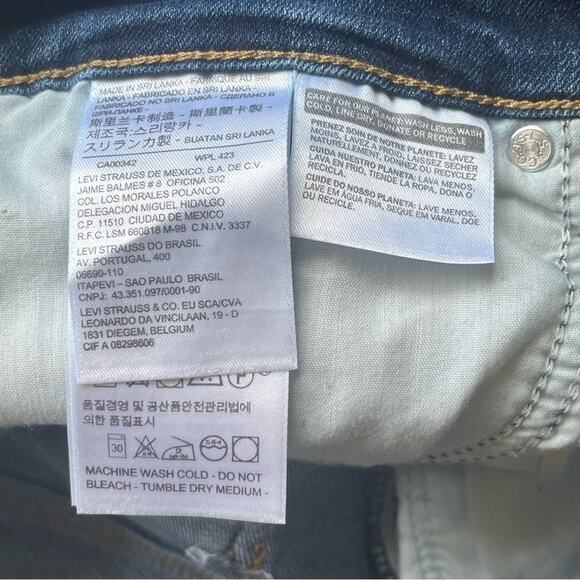 MADE IN SRI LANKA - FABRIQUE AU SRI
LANKA - FABRICADO EN SRI LANKA -
FABRICADO NO SRI LANKA - СДЕЛАНО В
ШРИ-ЛАНКЕ -
斯里兰卡制造 - 斯里蘭卡製 -
제조국: 스리랑카 -
スリランカ製 - BUATAN SRI LANKA
CA00342 WPL 423
LEVI STRAUSS DE MEXICO, S.A. DE C.V.
JAIME BALMES # 8 OFICINA 502
COL. LOS MORALES POLANCO
DELEGACION MIGUEL HIDALGO
C.P. 11510 CIUDAD DE MEXICO
R.F.C. LSM 660818 M-98 C.N.I.V. 3337
LEVI STRAUSS DO BRASIL
AV. PORTUGAL, 400
06690-110
ITAPEVI – SAO PAULO BRASIL
CNPJ: 43.351.097/0001-90
LEVI STRAUSS & CO. EU SCA/CVA
LEONARDO DA VINCILAAN, 19 - D
1831 DIEGEM, BELGIUM
CIF A 08298606
P
품질경영 및 공산품안전관리법에
의한 품질표시
30
MACHINE WASH COLD - DO NOT
BLEACH - TUMBLE DRY MEDIUM -
CARE FOR OUR PLANET: WASH LESS, WASH
COLD, LINE DRY, DONATE OR RECYCLE
PRENEZ SOIN DE NOTRE PLANETE: LAVEZ
MOINS, LAVEZ A FROID, LAISSEZ SECHER
NATURELLEMENT, DONNEZ OU RECYCLEZ
CUIDA NUESTRO PLANETA: LAVA MENOS,
LAVA EN FRIO, TIENDE LA ROPA, DONA O
RECICLA.
CUIDE DO NOSSO PLANETA: LAVA MENOS,
LAVE EM AGUA FRIA, SEQUE EM VARAL, DOE
OU RECICLE.